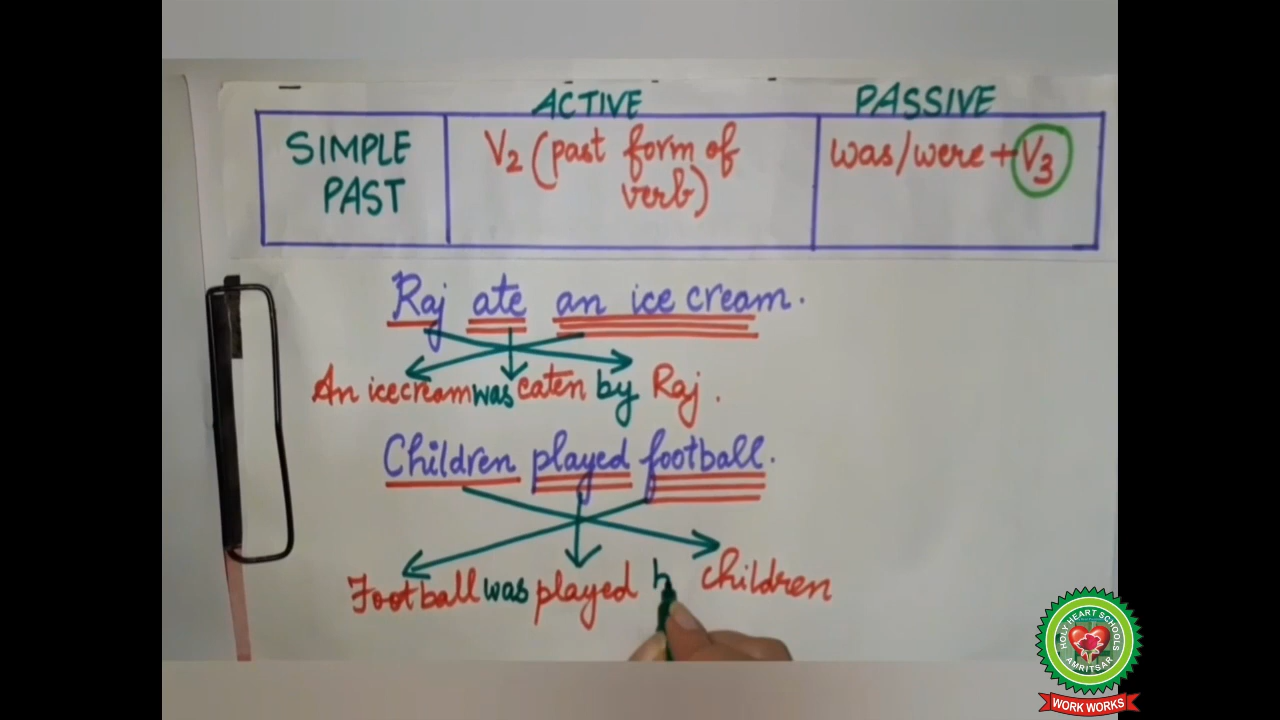 ACTIVE PASSIVE
SIMPLE PAST V2 (past form of verb) was/were + V3
Raj ate an ice cream.
An icecream was eaten by Raj.
Children played football.
Football was played b children
HOLY HEART SCHOOLS
AMRITSAR
WORK WORKS